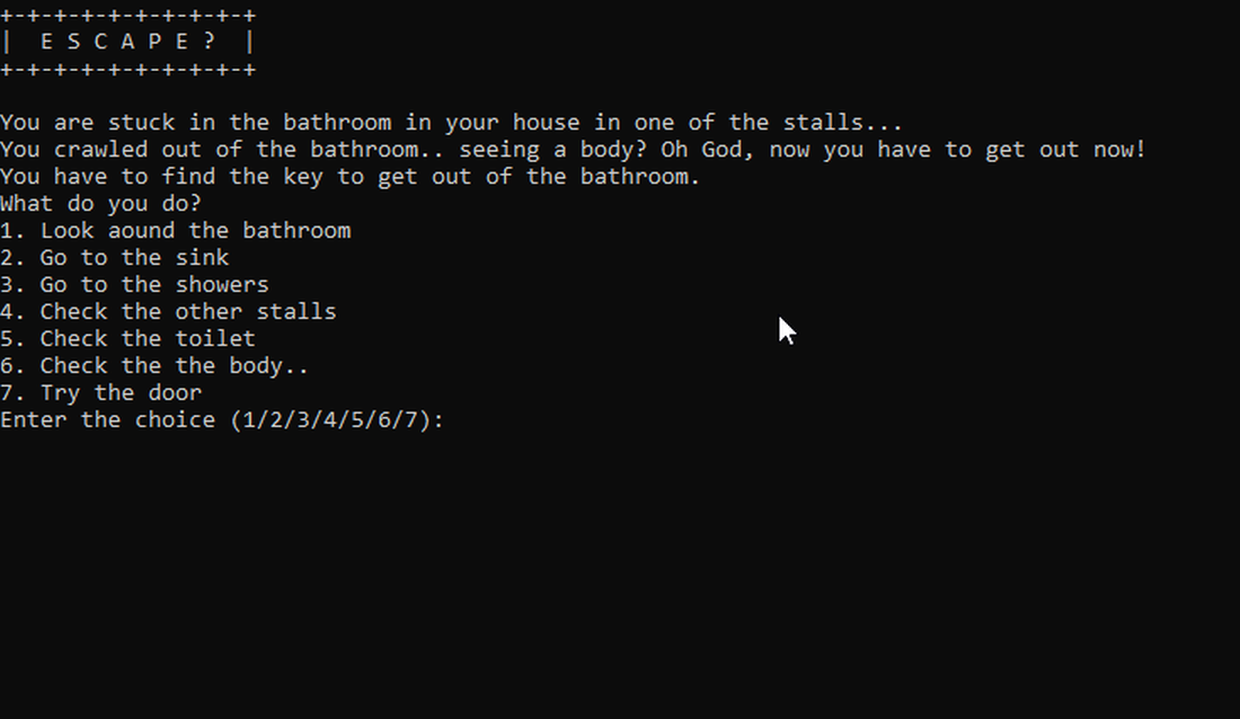 +-+-+-+-+-+-+-+-+-+
|  E S C A P E ?  |
+-+-+-+-+-+-+-+-+-+
You are stuck in the bathroom in your house in one of the stalls...
You crawled out of the bathroom.. seeing a body? Oh God, now you have to get out now!
You have to find the key to get out of the bathroom.
What do you do?
1. Look aound the bathroom
2. Go to the sink
3. Go to the showers
4. Check the other stalls
5. Check the toilet
6. Check the the body..
7. Try the door
Enter the choice (1/2/3/4/5/6/7):